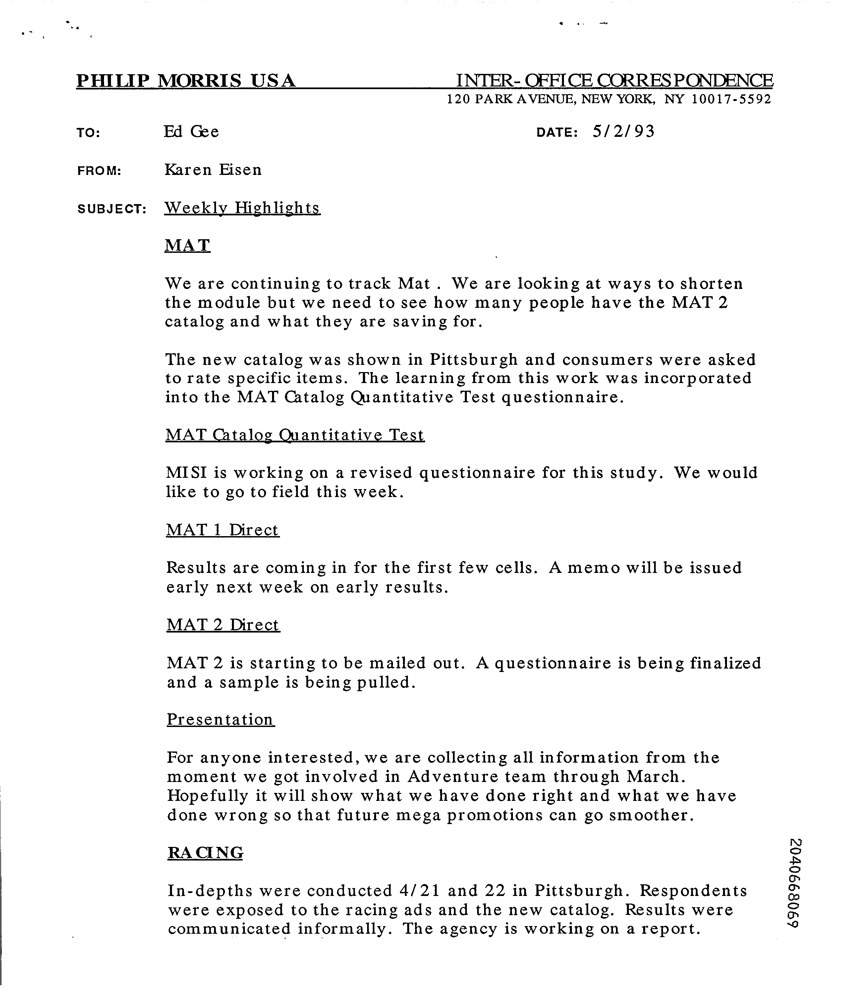 PHILIP MORRIS USA INTER-OFFICE CORRESPONDENCE
120 PARK AVENUE, NEW YORK, NY 10017-5592
TO: Ed Gee DATE: 5/2/93
FROM: Karen Eisen
SUBJECT: Weekly Highlights
MAT
We are continuing to track Mat . We are looking at ways to shorten
the module but we need to see how many people have the MAT 2
catalog and what they are saving for.
The new catalog was shown in Pittsburgh and consumers were asked
to rate specific items. The learning from this work was incorporated
into the MAT Catalog Quantitative Test questionnaire.
MAT Catalog Quantitative Test
MISI is working on a revised questionnaire for this study. We would
like to go to field this week.
MAT 1 Direct
Results are coming in for the first few cells. A memo will be issued
early next week on early results.
MAT 2 Direct
MAT 2 is starting to be mailed out. A questionnaire is being finalized
and a sample is being pulled.
Presentation
For anyone interested, we are collecting all information from the
moment we got involved in Adventure team through March.
Hopefully it will show what we have done right and what we have
done wrong so that future mega promotions can go smoother.
RACING
In-depths were conducted 4/21 and 22 in Pittsburgh. Respondents
were exposed to the racing ads and the new catalog. Results were
communicated informally. The agency is working on a report.
2040668069